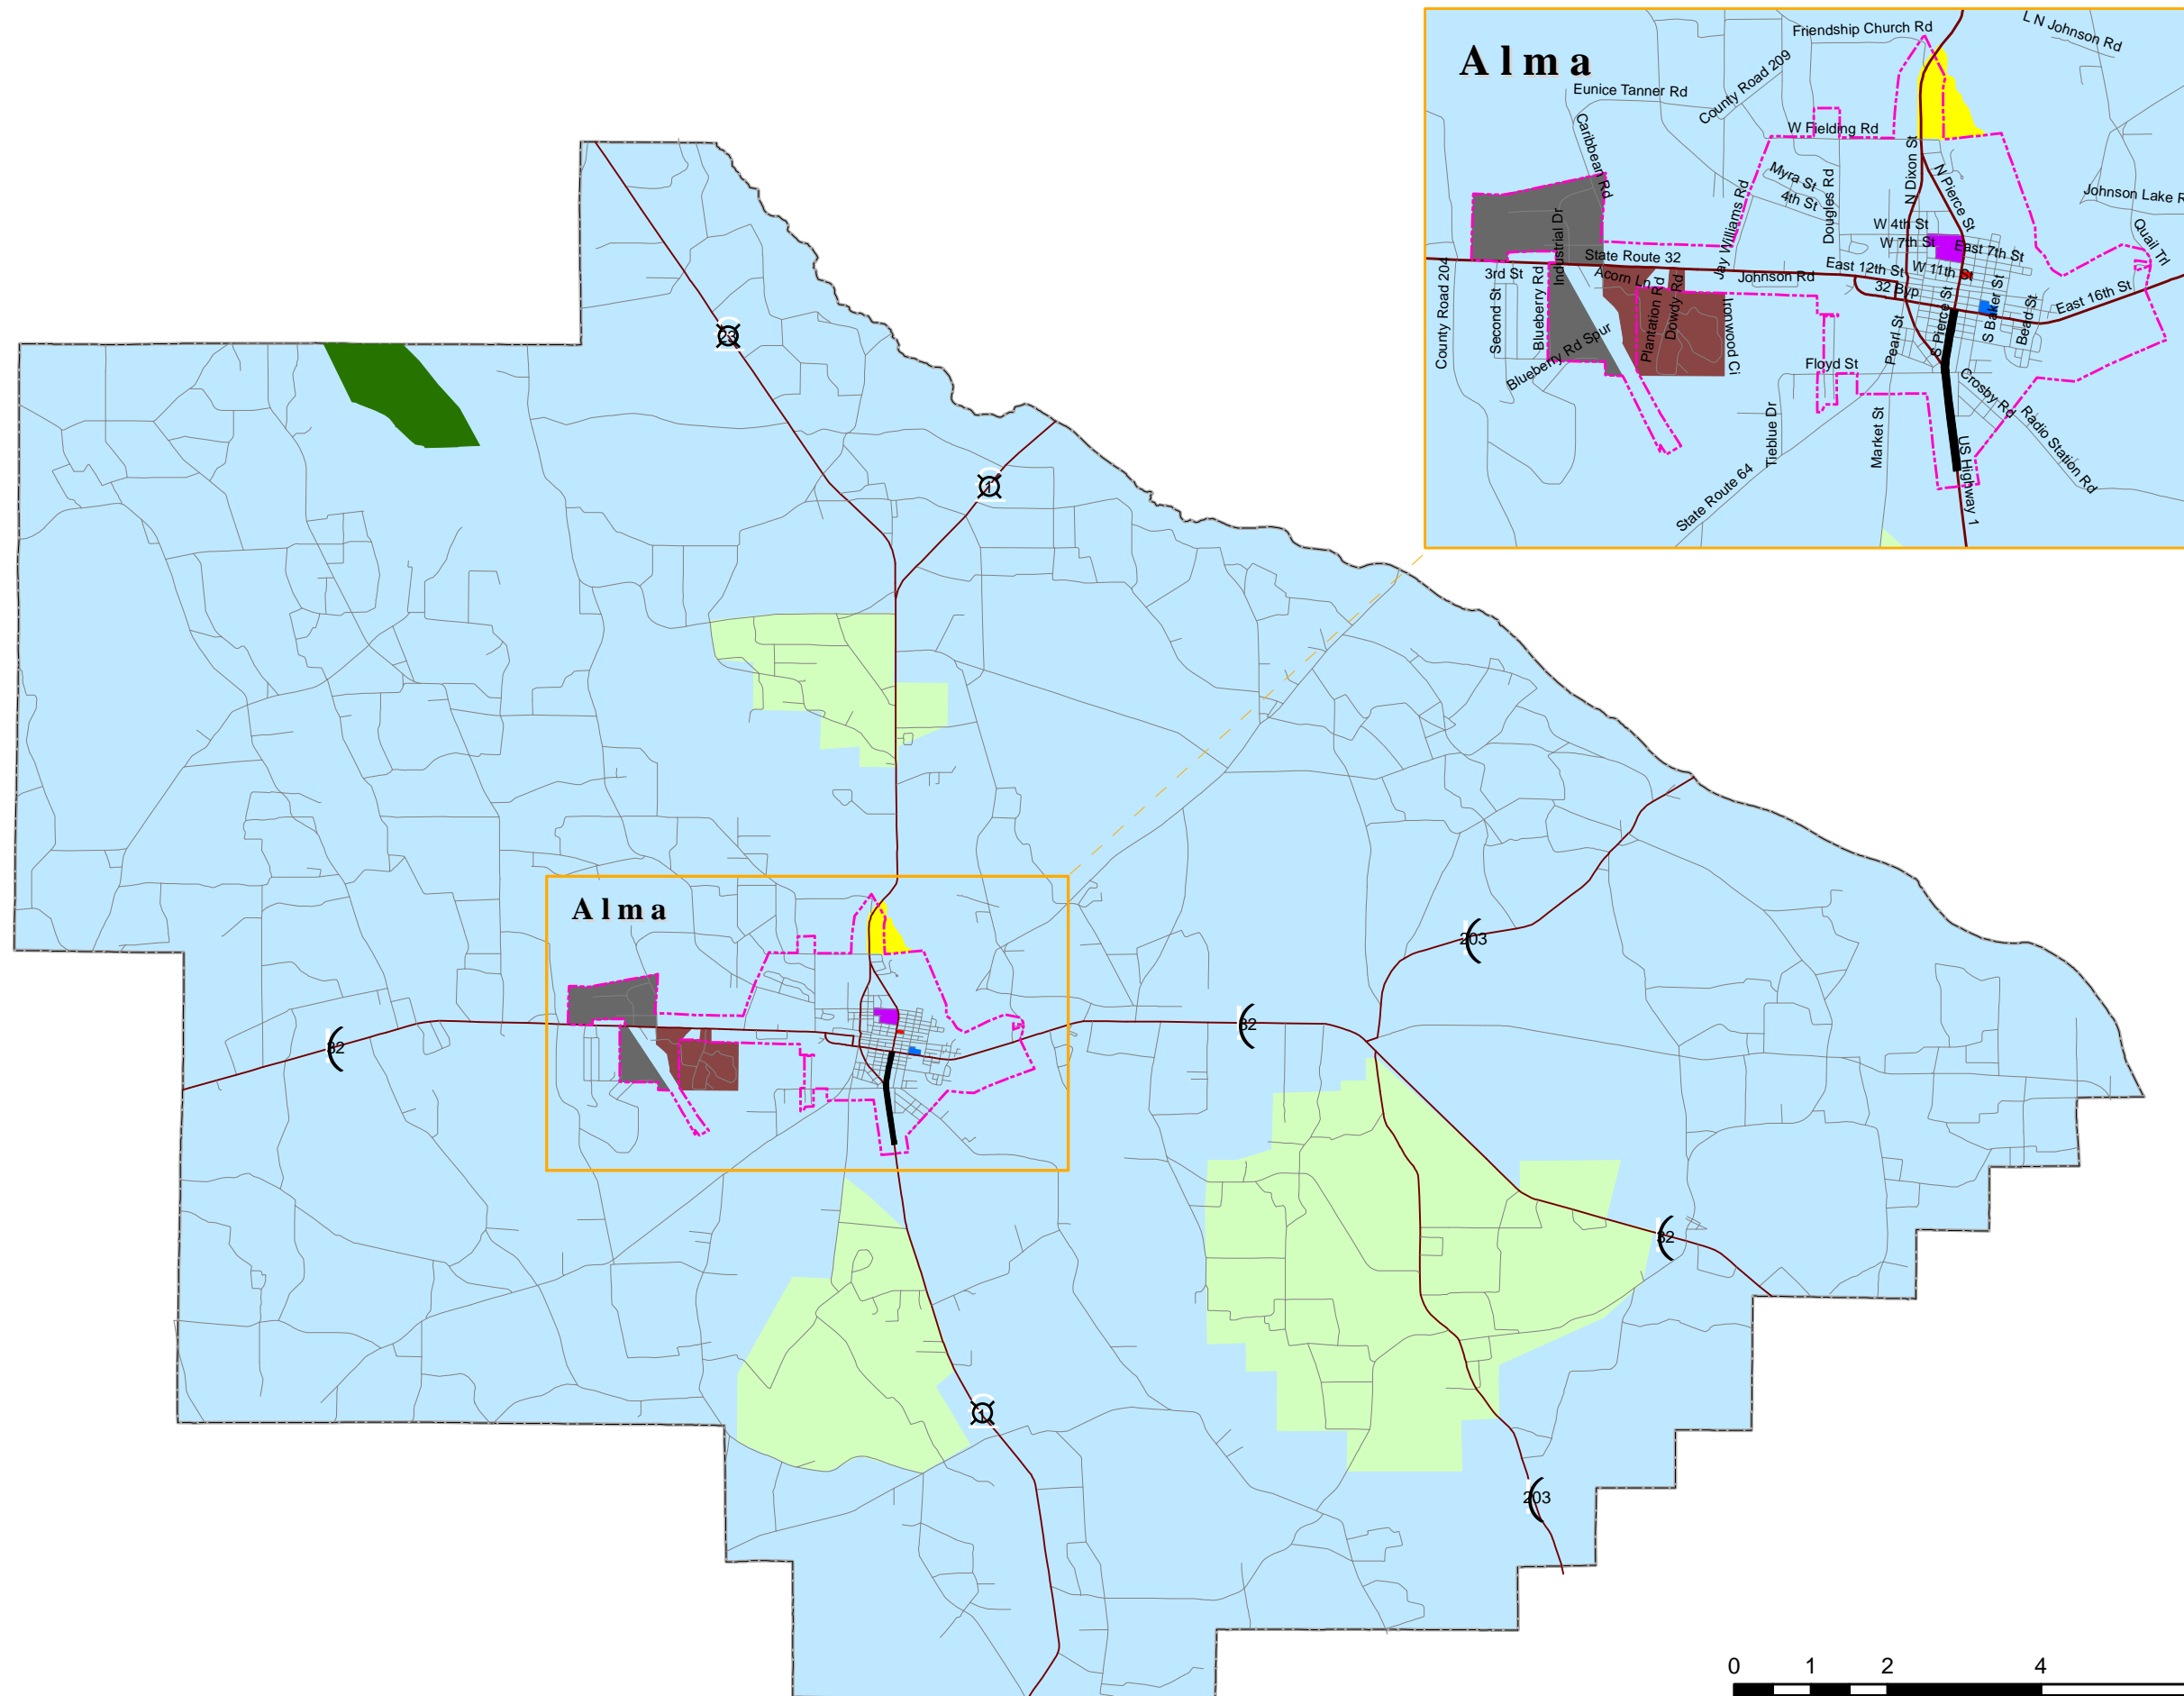 Alma
Friendship Church Rd
L N Johnson Rd
County Road 209
Eunice Tanner Rd
Caribbean Rd
W Fielding Rd
N Dixon St
N Pierce St
Myra St
4th St
Dougles Rd
Jay Williams Rd
Johnson Lake R
Quail Trl
W 4th St
W 7th St
East 7th St
Industrial Dr
State Route 32
County Road 204
3rd St
Acorn Ln
Johnson Rd
East 12th St
W 11th St
32 Byp
East 16th St
Second St
Blueberry Rd
Blueberry Rd Spur
Plantation Rd
Dowdy Rd
Ironwood Ci
Pearl St
S Pierce St
S Baker St
Bead St
Floyd St
Crosby Rd
Radio Station Rd
Tieblue Dr
Market St
US Highway 1
State Route 64
23
1
Alma
203
32
32
32
1
203
0 1 2 4